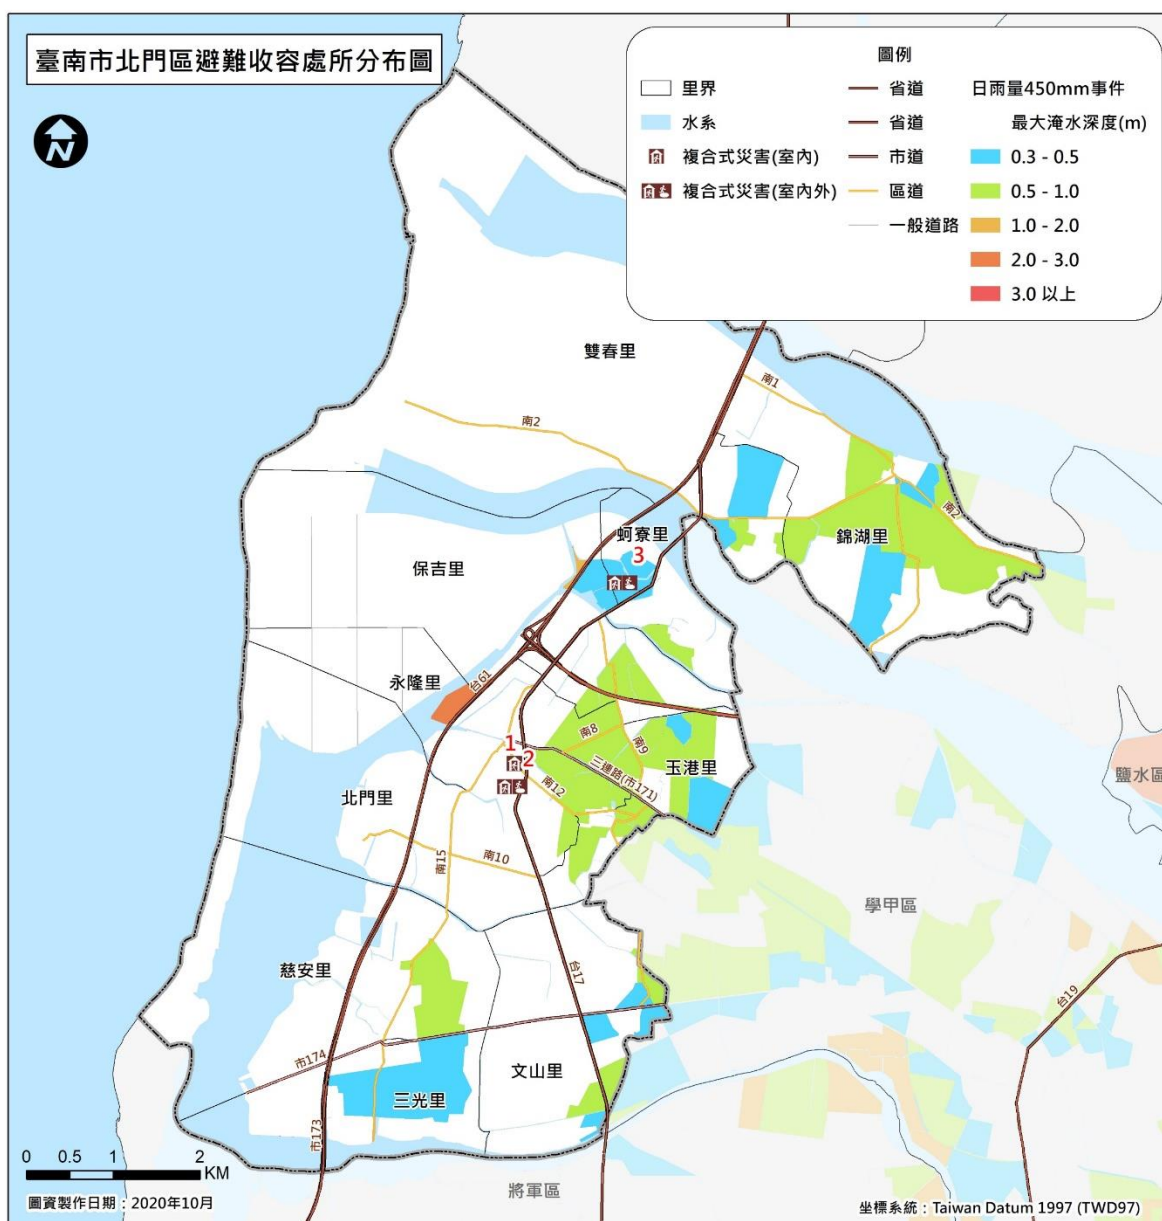 臺南市北門區避難收容處所分布圖
N
圖例
里界
水系
複合式災害(室內)
複合式災害(室內外)
省道
省道
市道
區道
一般道路
日雨量450mm事件
最大淹水深度(m)
0.3 - 0.5
0.5 - 1.0
1.0 - 2.0
2.0 - 3.0
3.0 以上
雙春里
南1
南2
南2
蚵寮里
錦湖里
3
保吉里
永隆里
台61
1
南8
2
南9
玉港里
三連路(市171)
鹽水區
北門里
南12
南15
南10
學甲區
慈安里
台17
台19
市174
文山里
三光里
市173
將軍區
0 0.5 1 2
KM
圖資製作日期：2020年10月
坐標系統：Taiwan Datum 1997 (TWD97)